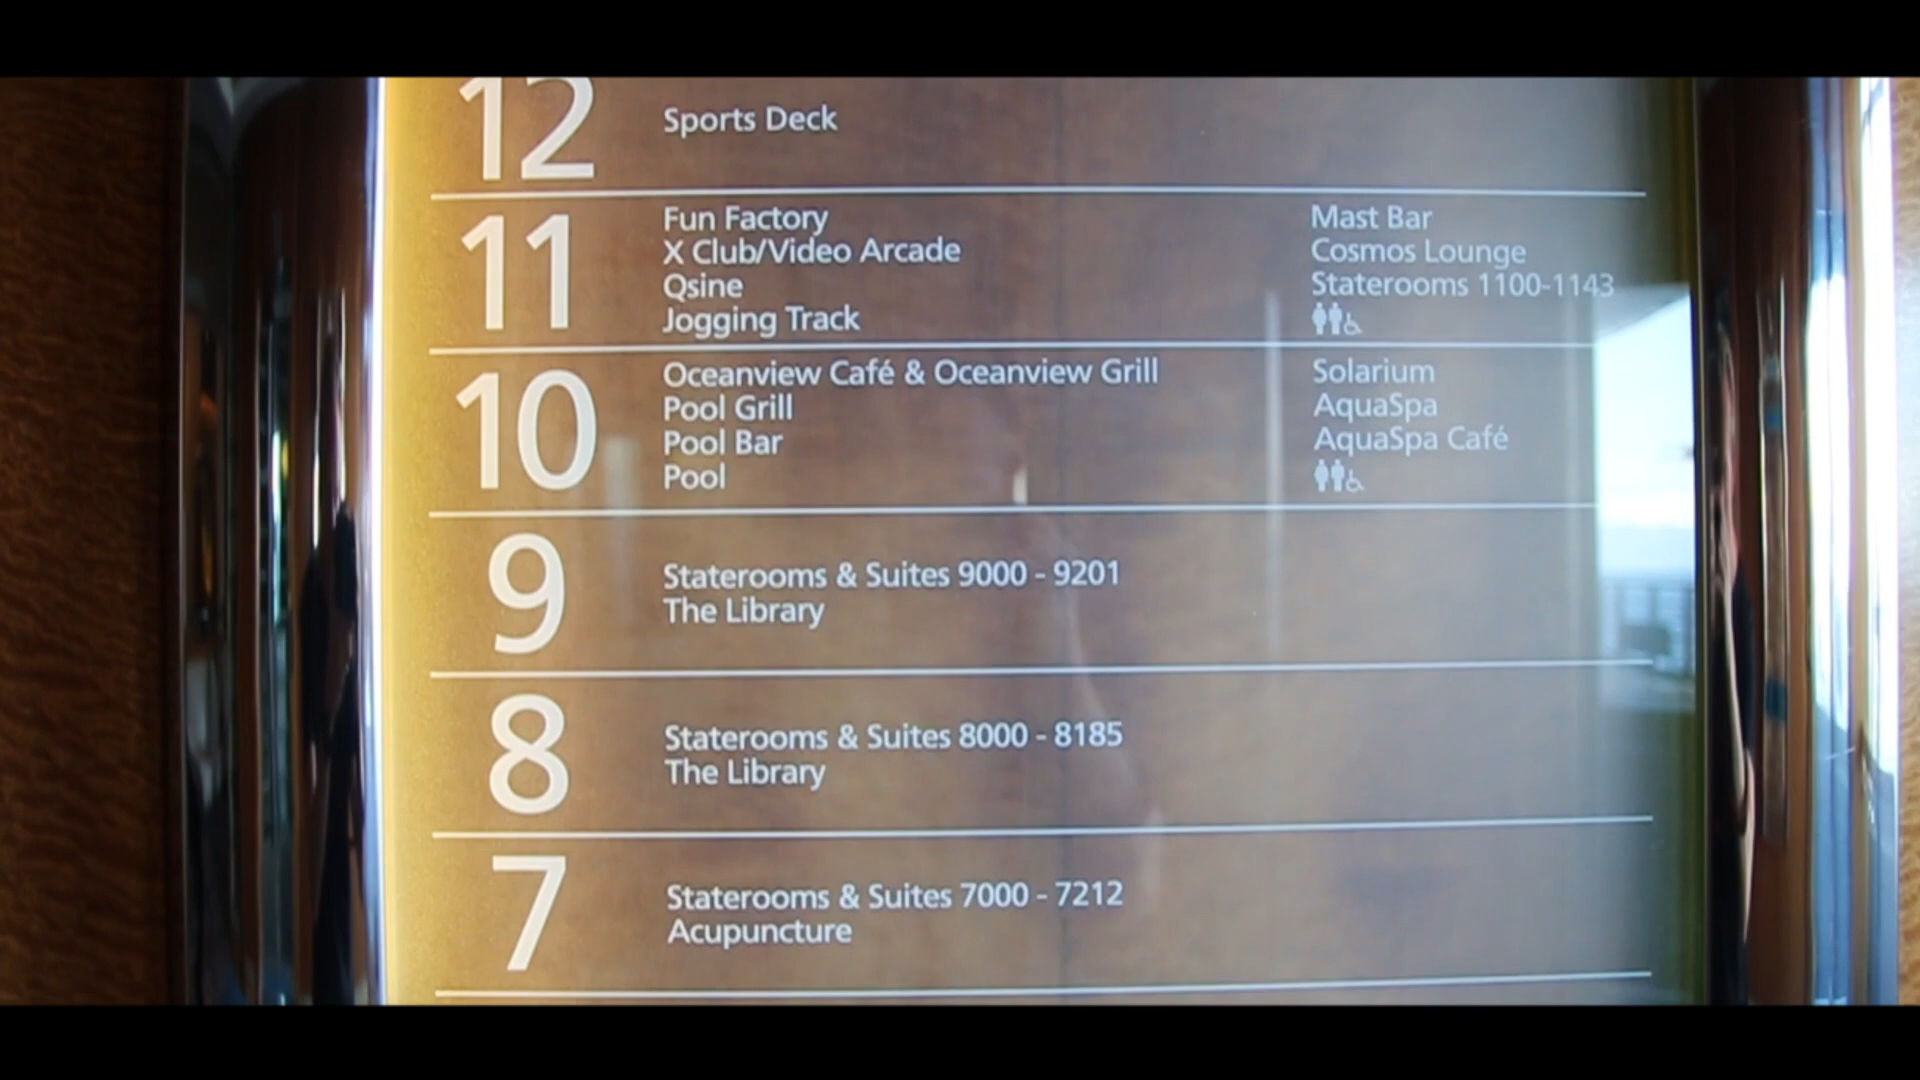 12
Sports Deck
11
Fun Factory
X Club/Video Arcade
Qsine
Jogging Track
Mast Bar
Cosmos Lounge
Staterooms 1100-1143
10
Oceanview Café & Oceanview Grill
Pool Grill
Pool Bar
Pool
Solarium
AquaSpa
AquaSpa Café
9
Staterooms & Suites 9000 - 9201
The Library
8
Staterooms & Suites 8000 - 8185
The Library
7
Staterooms & Suites 7000 - 7212
Acupuncture